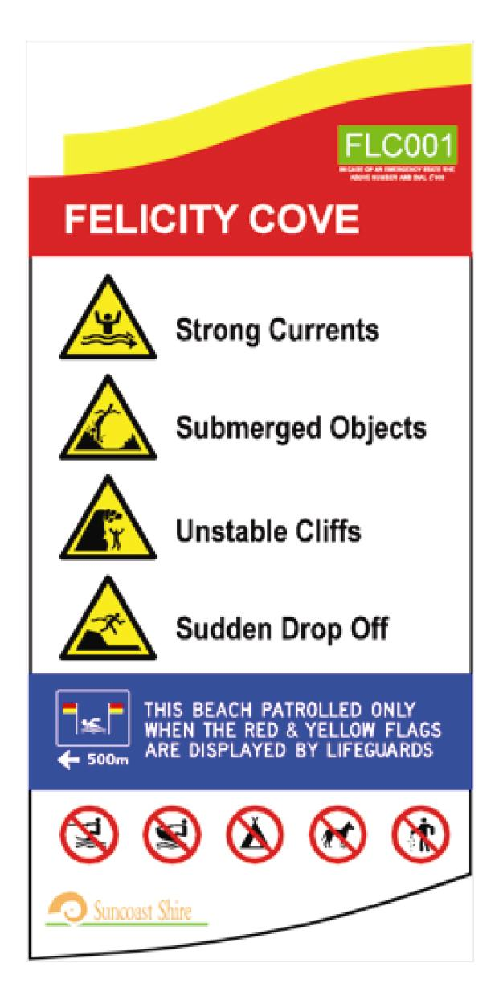 FLC001
IN CASE OF AN EMERGENCY STATE THE
ABOVE NUMBER AND DIAL
FELICITY COVE
Strong Currents
Submerged Objects
Unstable Cliffs
Sudden Drop Off
THIS BEACH PATROLLED ONLY
WHEN THE RED & YELLOW FLAGS
ARE DISPLAYED BY LIFEGUARDS
500m
Suncoast Shire